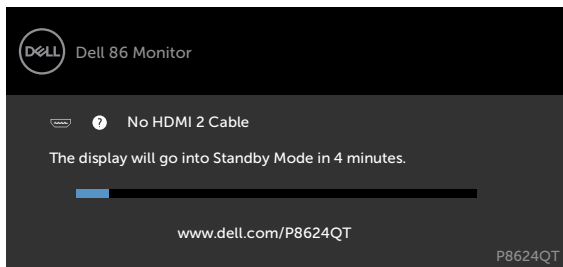 DELL Dell 86 Monitor
? No HDMI 2 Cable
The display will go into Standby Mode in 4 minutes.
www.dell.com/P8624QT
P8624QT